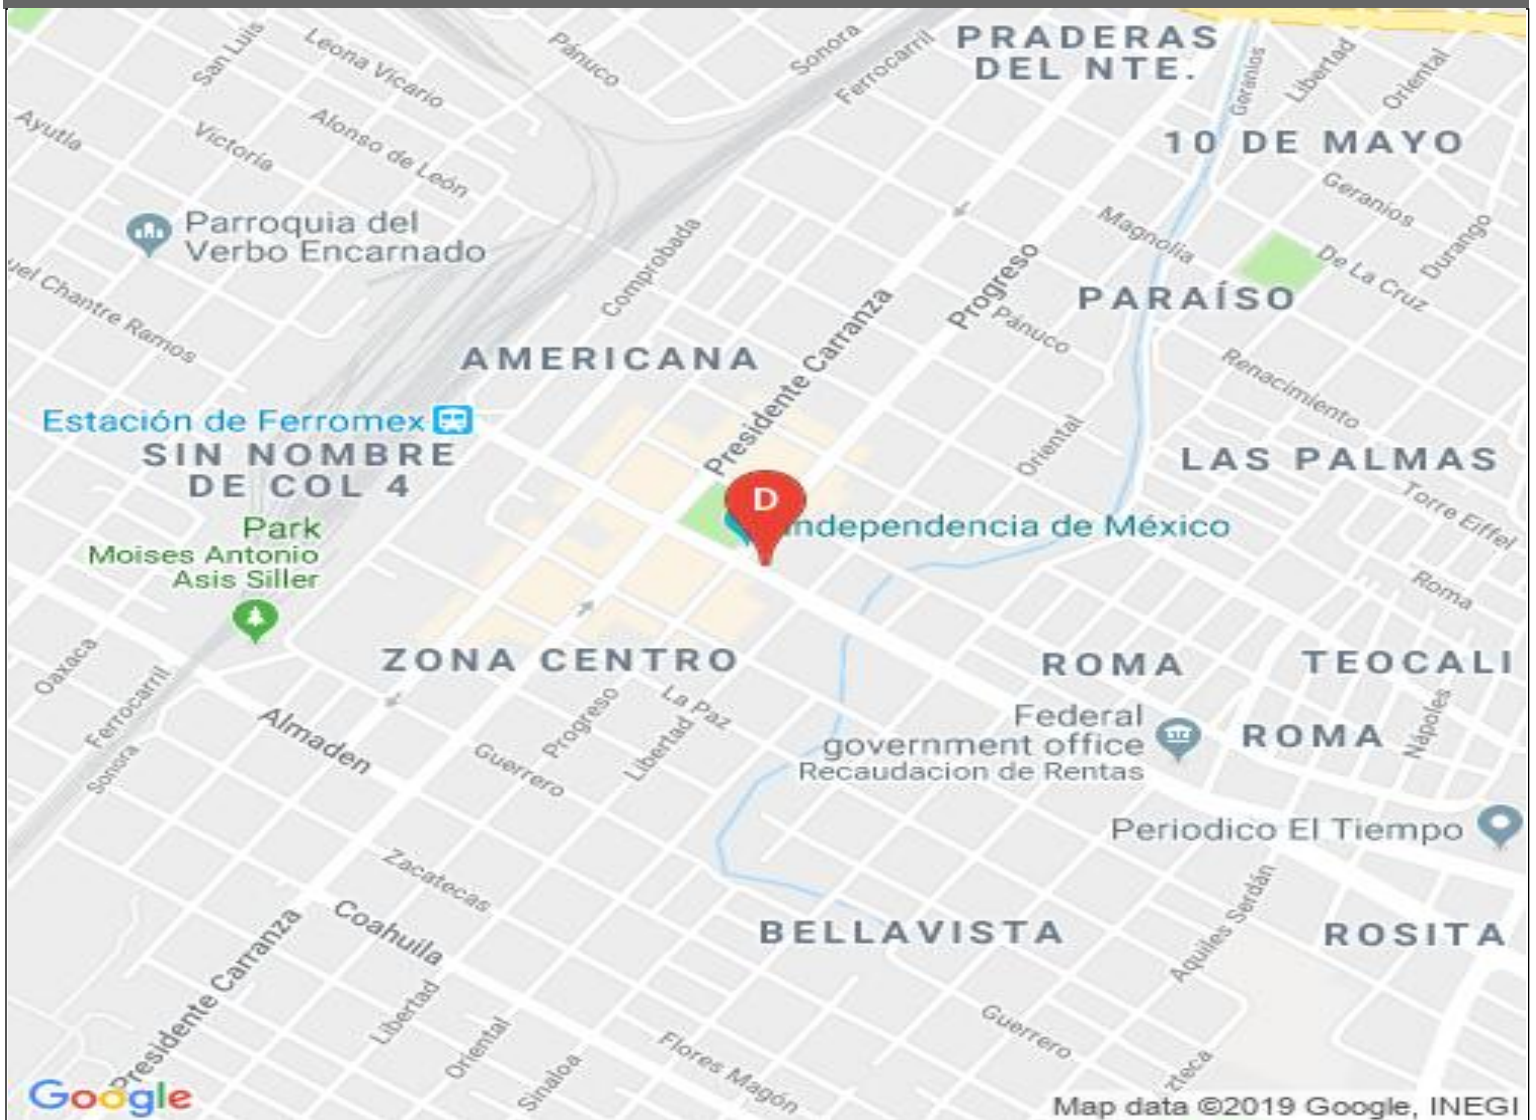 San Luis
Leona Vicario
Pánuco
Sonora
Ferrocarril
PRADERAS
DEL NTE.
Geranios
Libertad
Oriental
Ayutla
Victoria
Alonso de León
10 DE MAYO
Geranios
Parroquia del
Verbo Encarnado
Comprobada
Magnolia
De La Cruz
Durango
uel Chantre Ramos
Progreso
Pánuco
PARAÍSO
AMERICANA
Presidente Carranza
Renacimiento
Estación de Ferromex
SIN NOMBRE
DE COL 4
Oriental
LAS PALMAS
Torre Eiffel
D
Independencia de México
Park
Moises Antonio
Asis Siller
Roma
Oaxaca
Ferrocarril
Sonora
ZONA CENTRO
ROMA
TEOCALI
Almaden
Guerrero
Progreso
Libertad
La Paz
Federal
government office
Recaudacion de Rentas
ROMA
Nápoles
Periodico El Tiempo
Zacatecas
Coahuila
Presidente Carranza
BELLAVISTA
Aquiles Serdán
ROSITA
Libertad
Oriental
Sinaloa
Flores Magón
Guerrero
zteca
Google
Map data ©2019 Google, INEGI